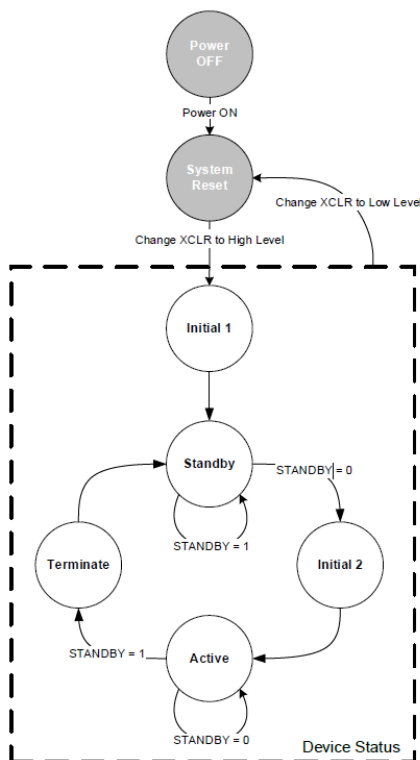 Power
OFF
Power ON
System
Reset
Change XCLR to Low Level
Change XCLR to High Level
Initial 1
Standby
STANDBY = 0
STANDBY = 1
Terminate
Initial 2
STANDBY = 1
Active
STANDBY = 0
Device Status